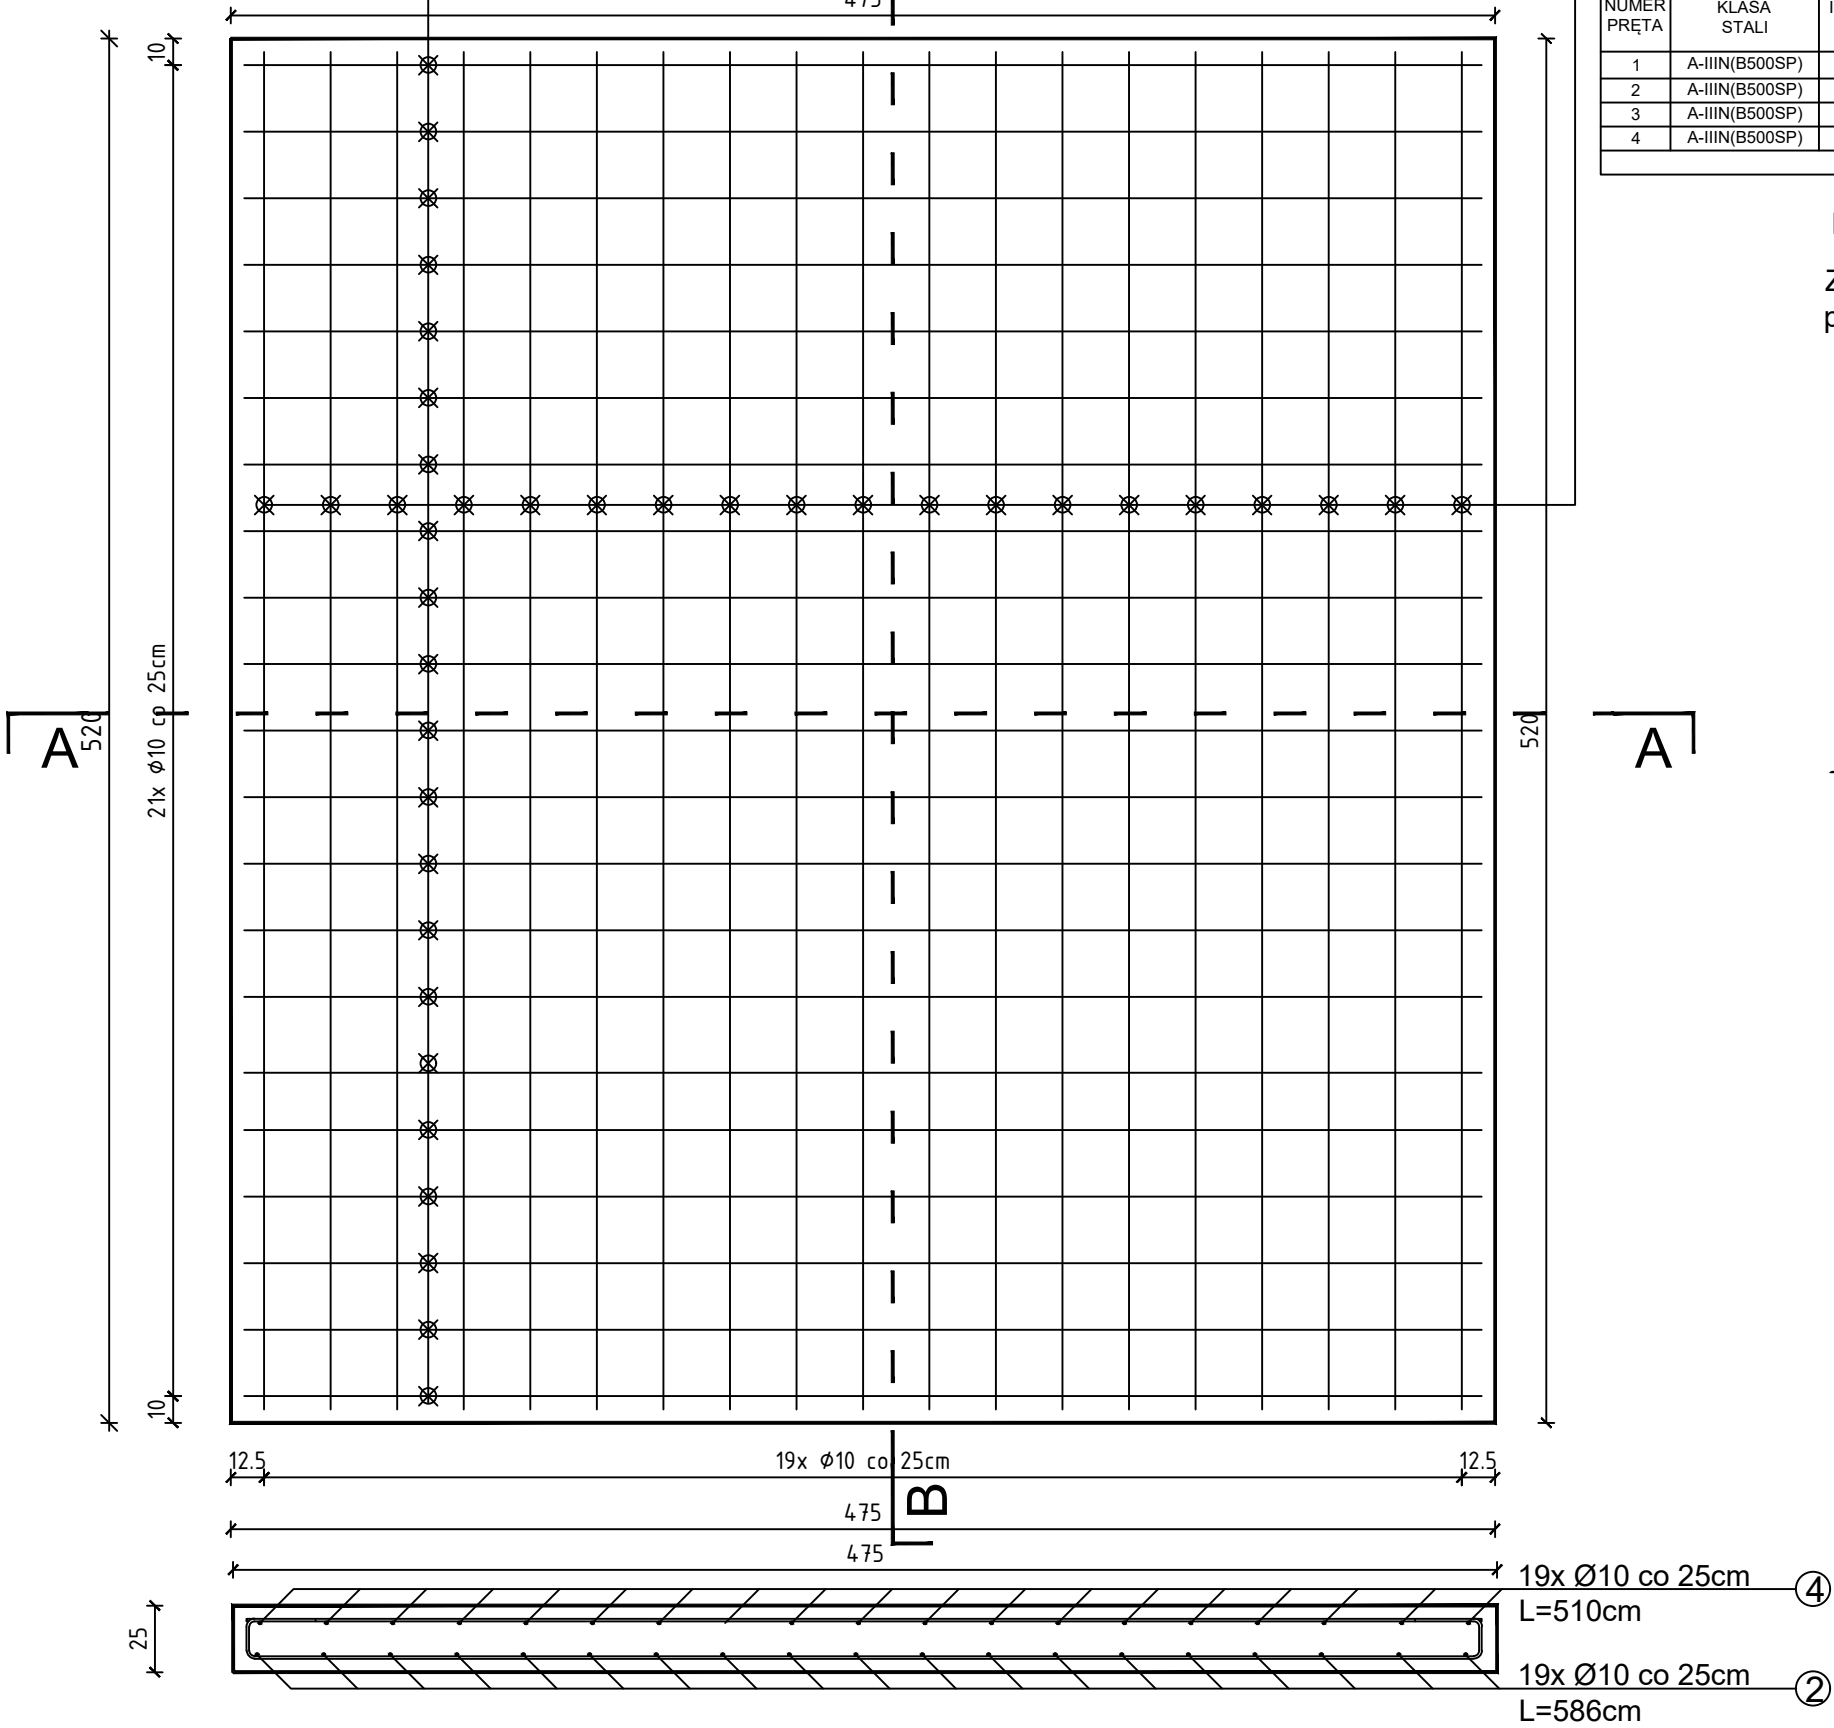 475
NUMER
PRĘTA
KLASA
STALI
1 A-IIIN(B500SP)
2 A-IIIN(B500SP)
3 A-IIIN(B500SP)
4 A-IIIN(B500SP)
10
21x Ø10 co 25cm
10
520
520
A
A
12.5
19x Ø10 co 25cm
12.5
475
B
475
25
19x Ø10 co 25cm
L=510cm
4
19x Ø10 co 25cm
L=586cm
2